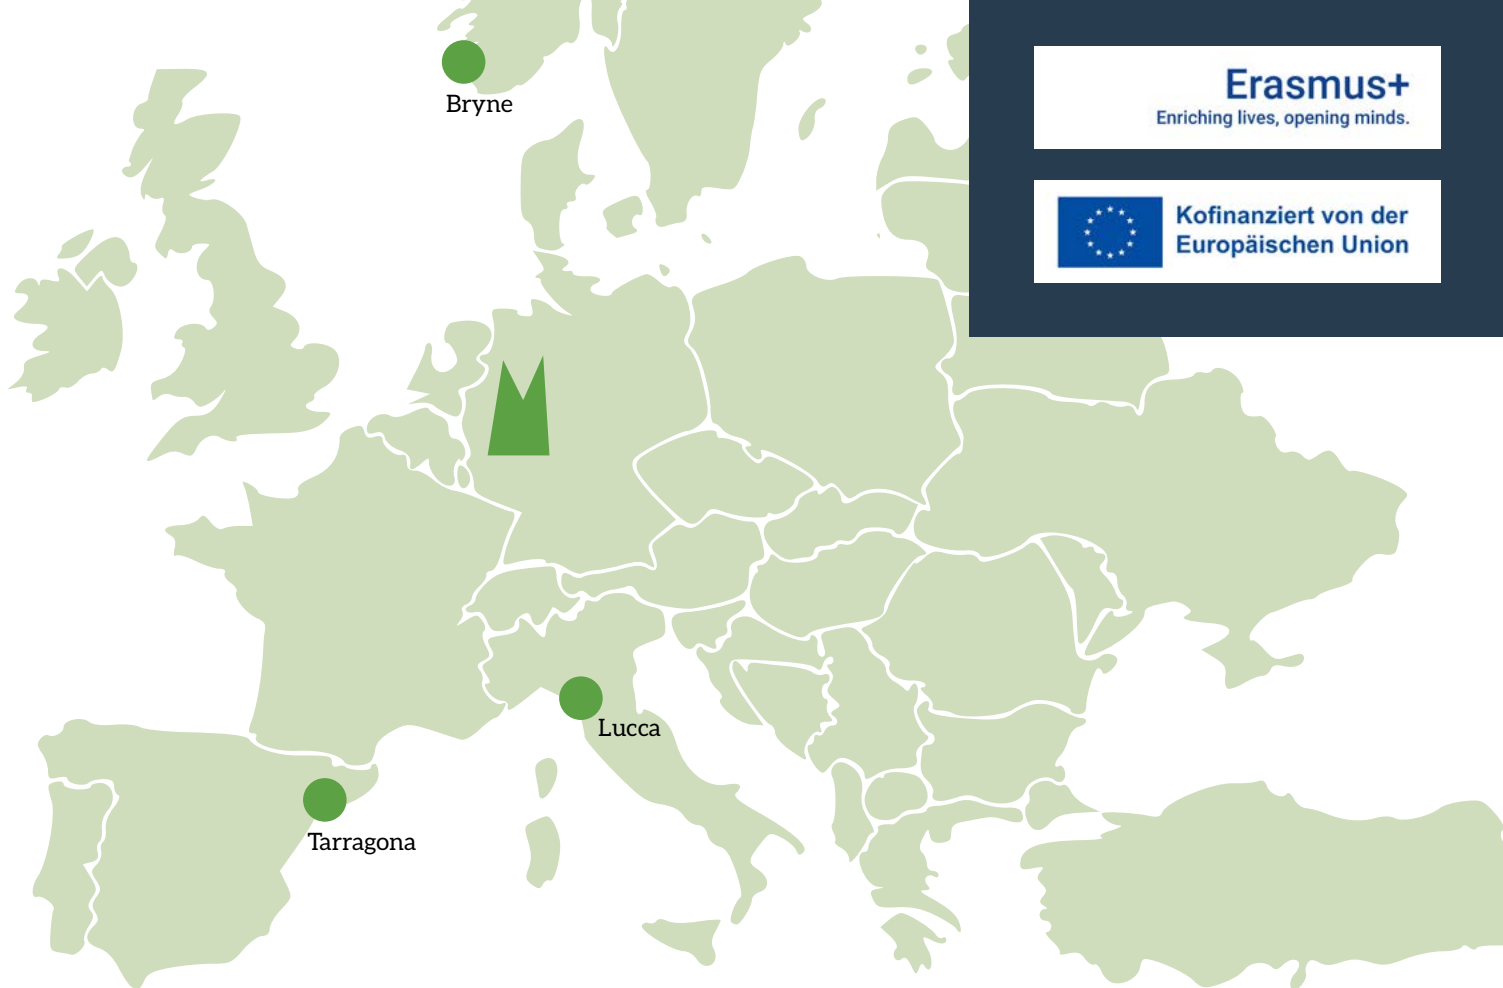 Erasmus+
Enriching lives, opening minds.
Kofinanziert von der
Europäischen Union
Bryne
Lucca
Tarragona